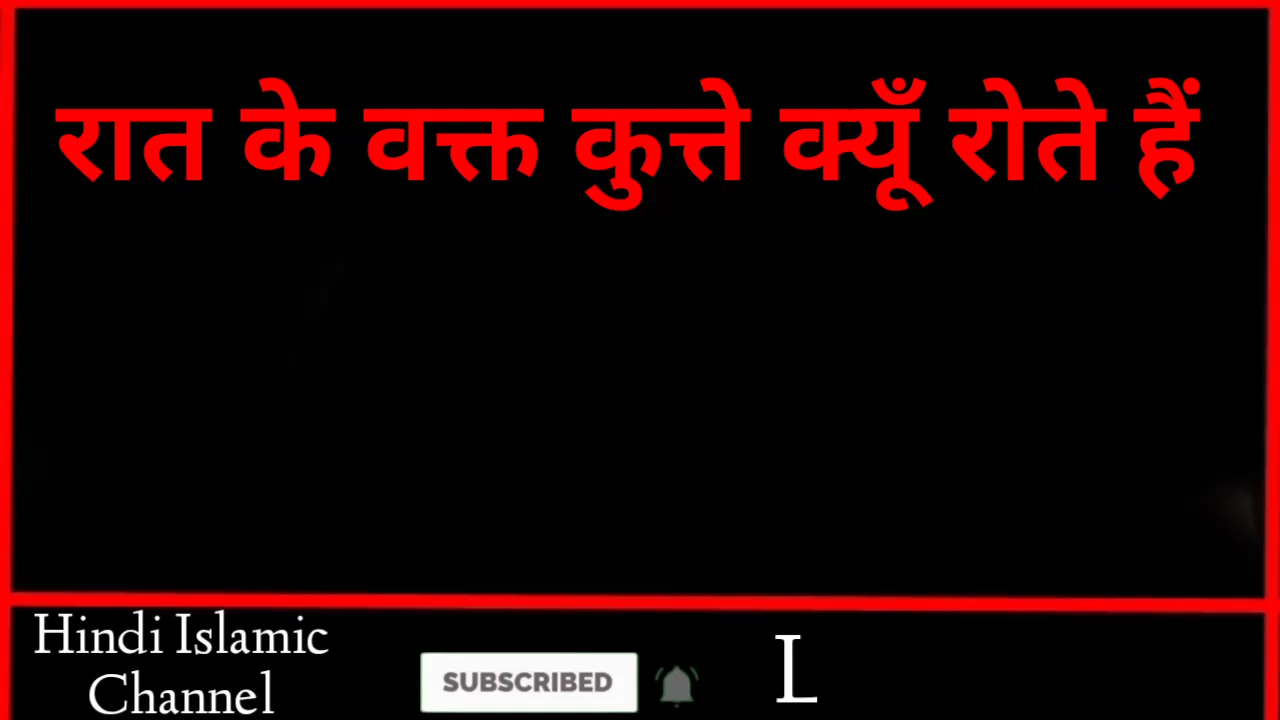 रात के वक्त कुत्ते क्यूँ रोते हैं
Hindi Islamic
Channel
SUBSCRIBED
L